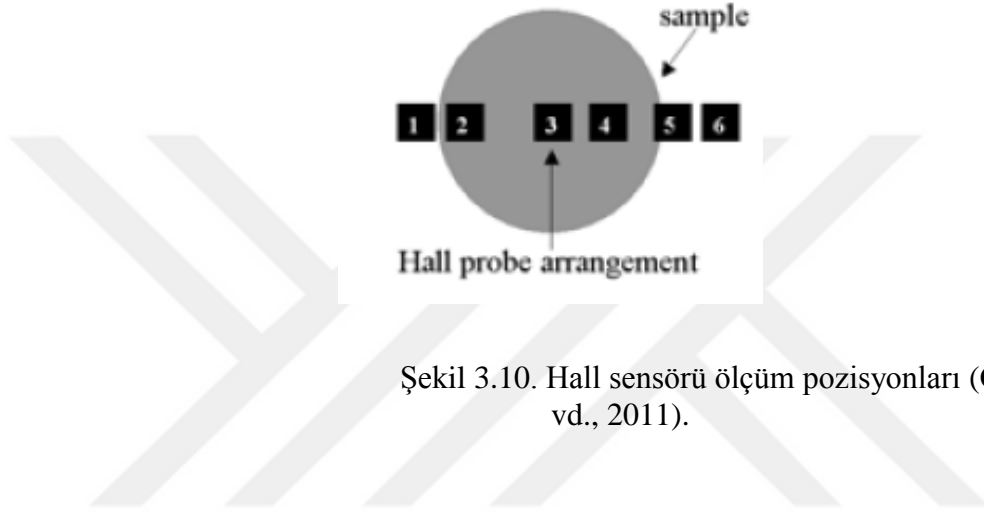 sample
1 2 3 4 5 6
Hall probe arrangement
Şekil 3.10. Hall sensörü ölçüm pozisyonları (
vd., 2011).